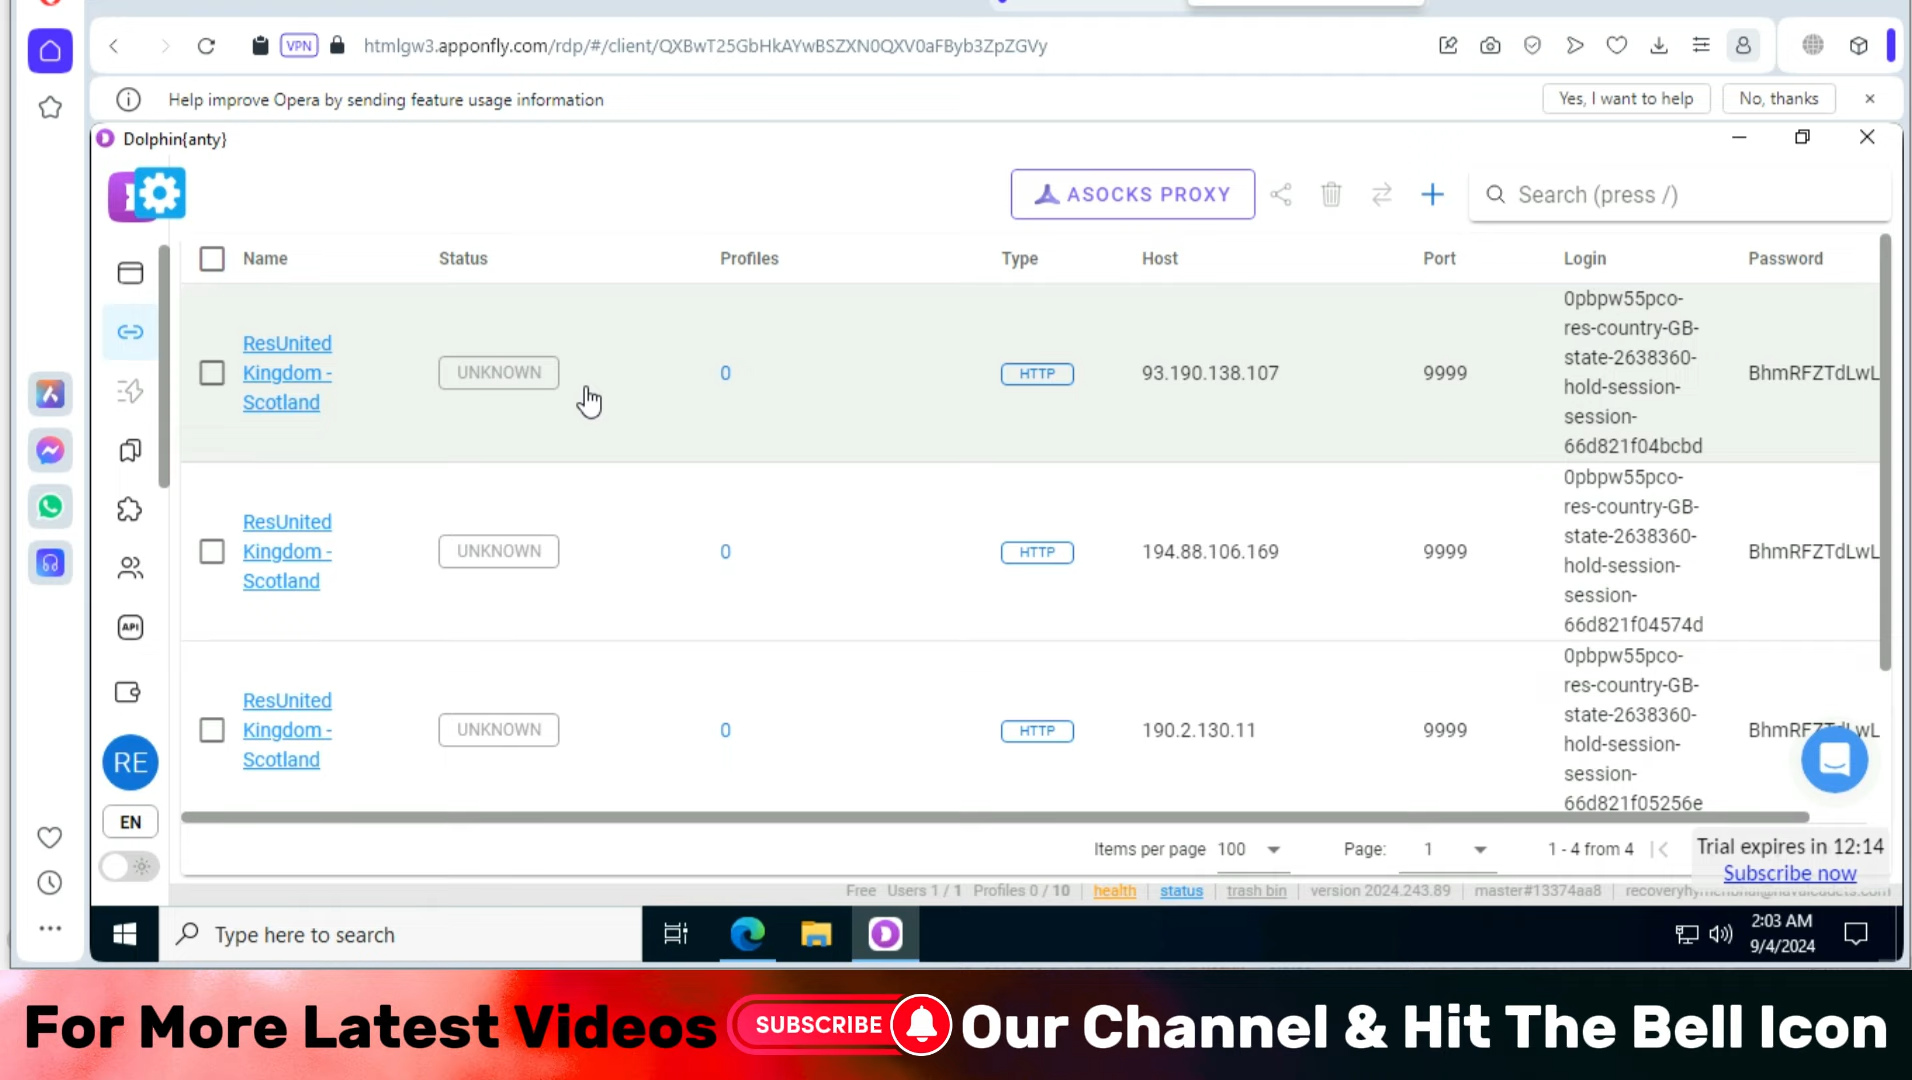 VPN
htmlgw3.apponfly.com/rdp/#/client/QXBwT25GbHkAYwBSZXN0QXV0aFByb3ZpZGVy
Help improve Opera by sending feature usage information
Yes, I want to help
No, thanks
Dolphin{anty}
ASOCKS PROXY
Search (press /)
Name Status Profiles Type Host Port Login Password
ResUnited
Kingdom -
Scotland
UNKNOWN
0
HTTP
93.190.138.107
9999
0pbpw55pco-
res-country-GB-
state-2638360-
hold-session-
session-
66d821f04bcbd
BhmRFZTdLwL
ResUnited
Kingdom -
Scotland
UNKNOWN
0
HTTP
194.88.106.169
9999
0pbpw55pco-
res-country-GB-
state-2638360-
hold-session-
session-
66d821f04574d
BhmRFZTdLwL
ResUnited
Kingdom -
Scotland
UNKNOWN
0
HTTP
190.2.130.11
9999
0pbpw55pco-
res-country-GB-
state-2638360-
hold-session-
session-
66d821f05256e
API
RE
EN
Items per page 100 Page: 1 1 - 4 from 4
Trial expires in 12:14
Subscribe now
Free Users 1 / 1 Profiles 0 / 10 health status trash bin version 2024.243.89 master#13374aa8
Type here to search
2:03 AM
9/4/2024
For More Latest Videos SUBSCRIBE Our Channel & Hit The Bell Icon